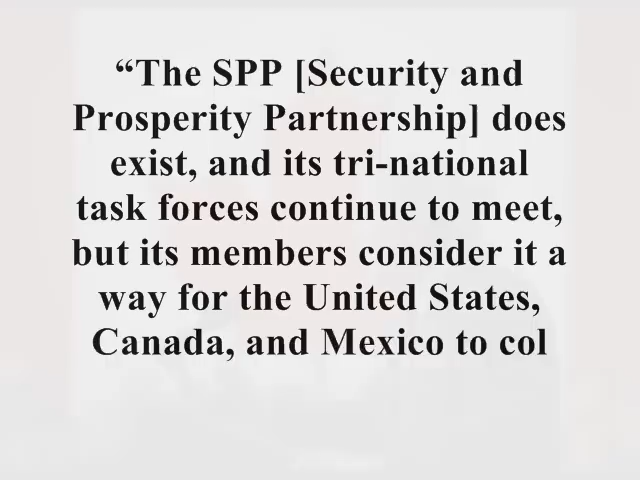 “The SPP [Security and
Prosperity Partnership] does
exist, and its tri-national
task forces continue to meet,
but its members consider it a
way for the United States,
Canada, and Mexico to col